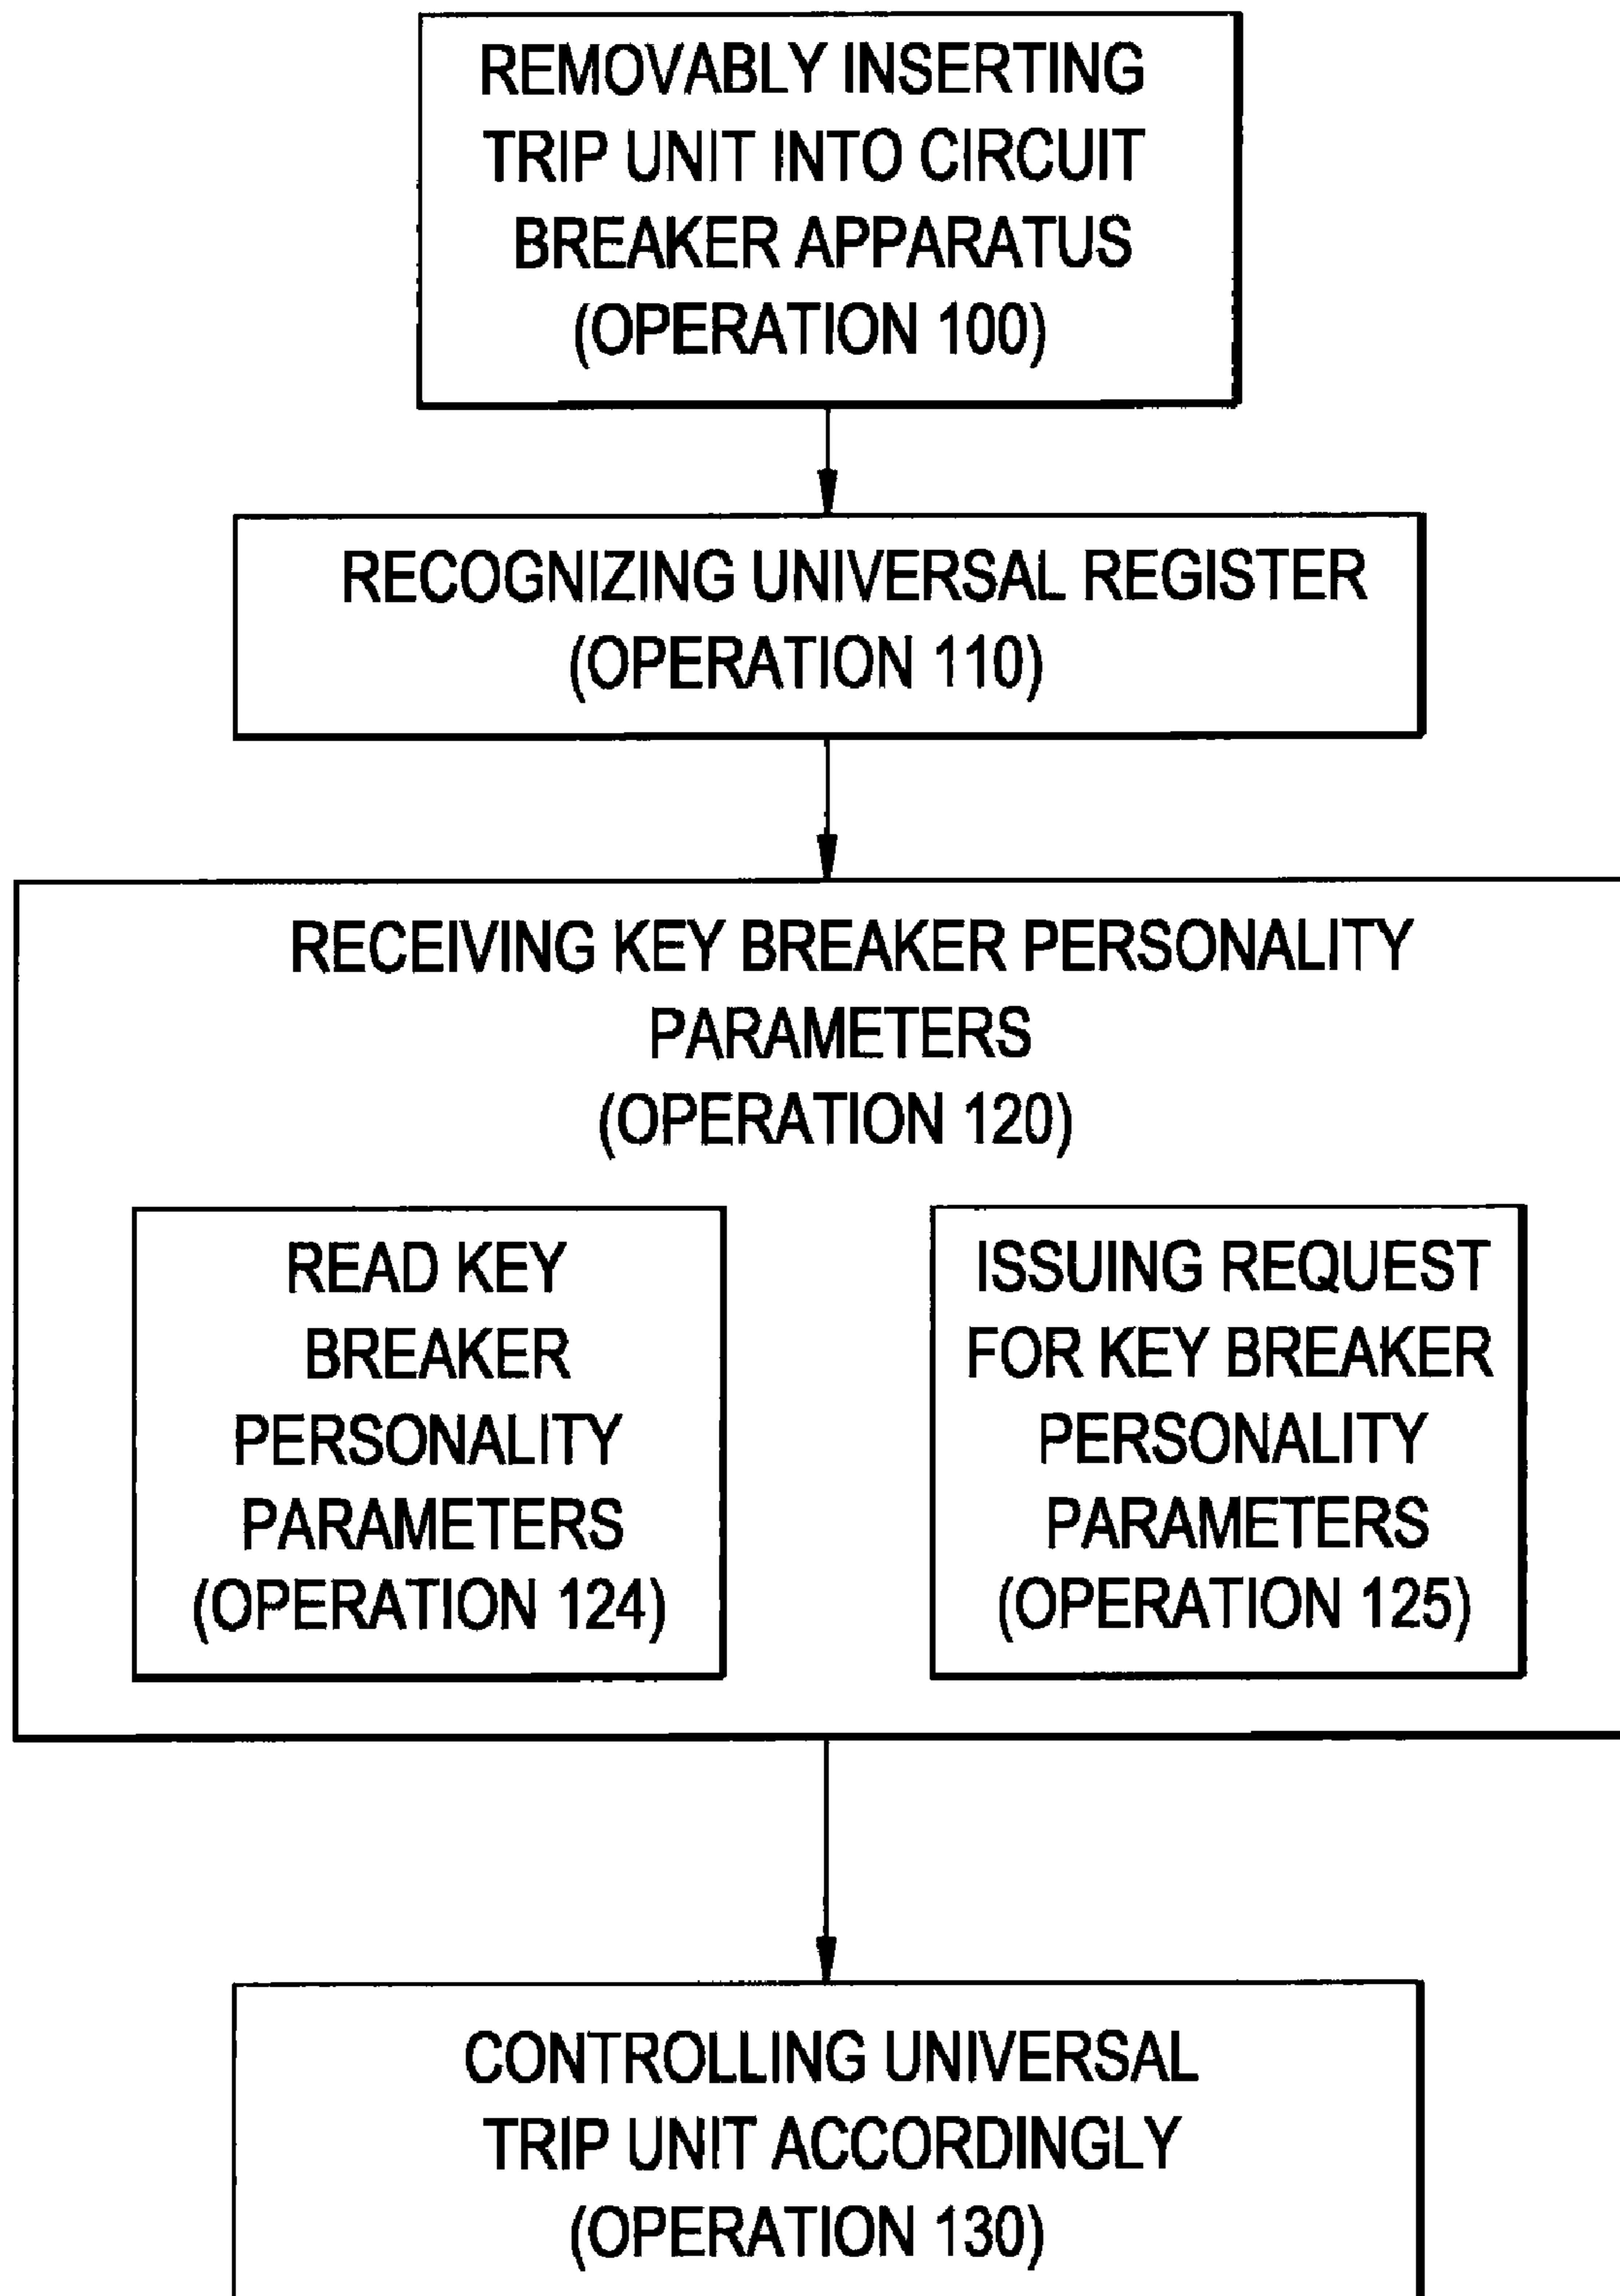 REMOVABLY INSERTING
TRIP UNIT INTO CIRCUIT
BREAKER APPARATUS
(OPERATION 100)
RECOGNIZING UNIVERSAL REGISTER
(OPERATION 110)
RECEIVING KEY BREAKER PERSONALITY
PARAMETERS
(OPERATION 120)
READ KEY
BREAKER
PERSONALITY
PARAMETERS
(OPERATION 124)
ISSUING REQUEST
FOR KEY BREAKER
PERSONALITY
PARAMETERS
(OPERATION 125)
CONTROLLING UNIVERSAL
TRIP UNIT ACCORDINGLY
(OPERATION 130)